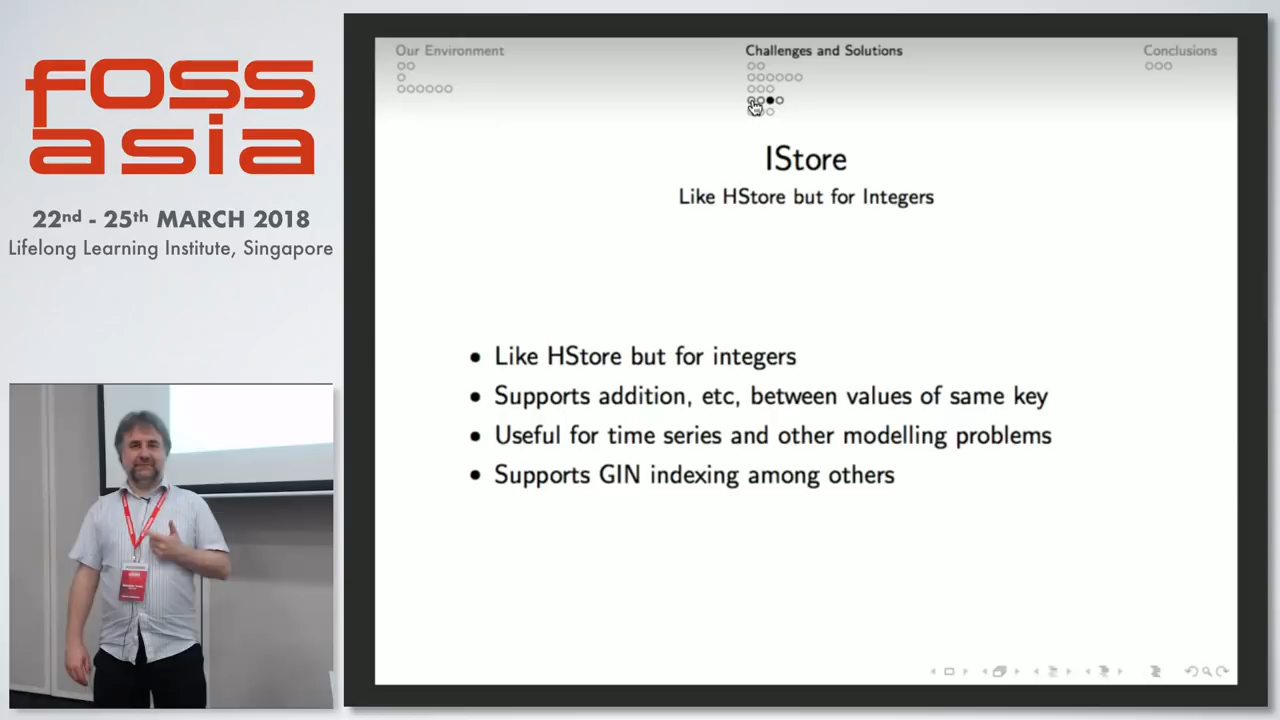 foss
asia
22nd - 25th MARCH 2018
Lifelong Learning Institute, Singapore
Our Environment
Challenges and Solutions
Conclusions
IStore
Like HStore but for Integers
• Like HStore but for integers
• Supports addition, etc, between values of same key
• Useful for time series and other modelling problems
• Supports GIN indexing among others